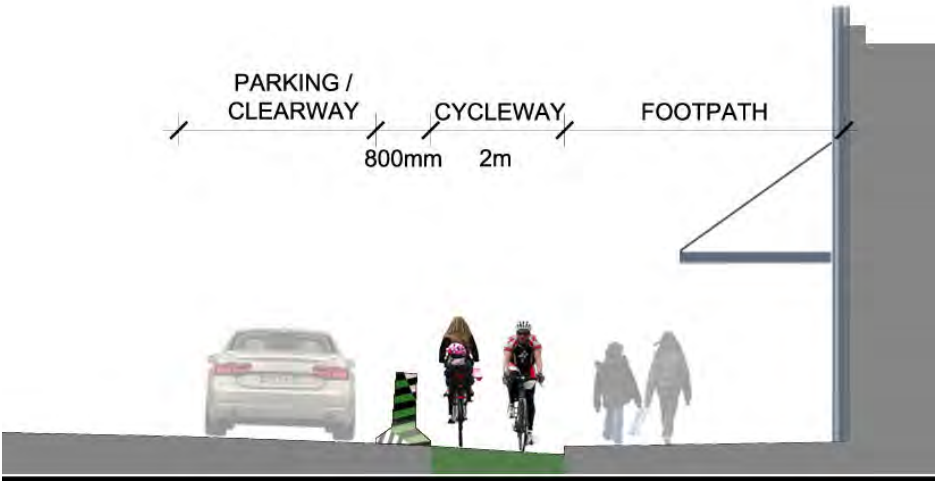 PARKING /
CLEARWAY
CYCLEWAY
FOOTPATH
800mm
2m